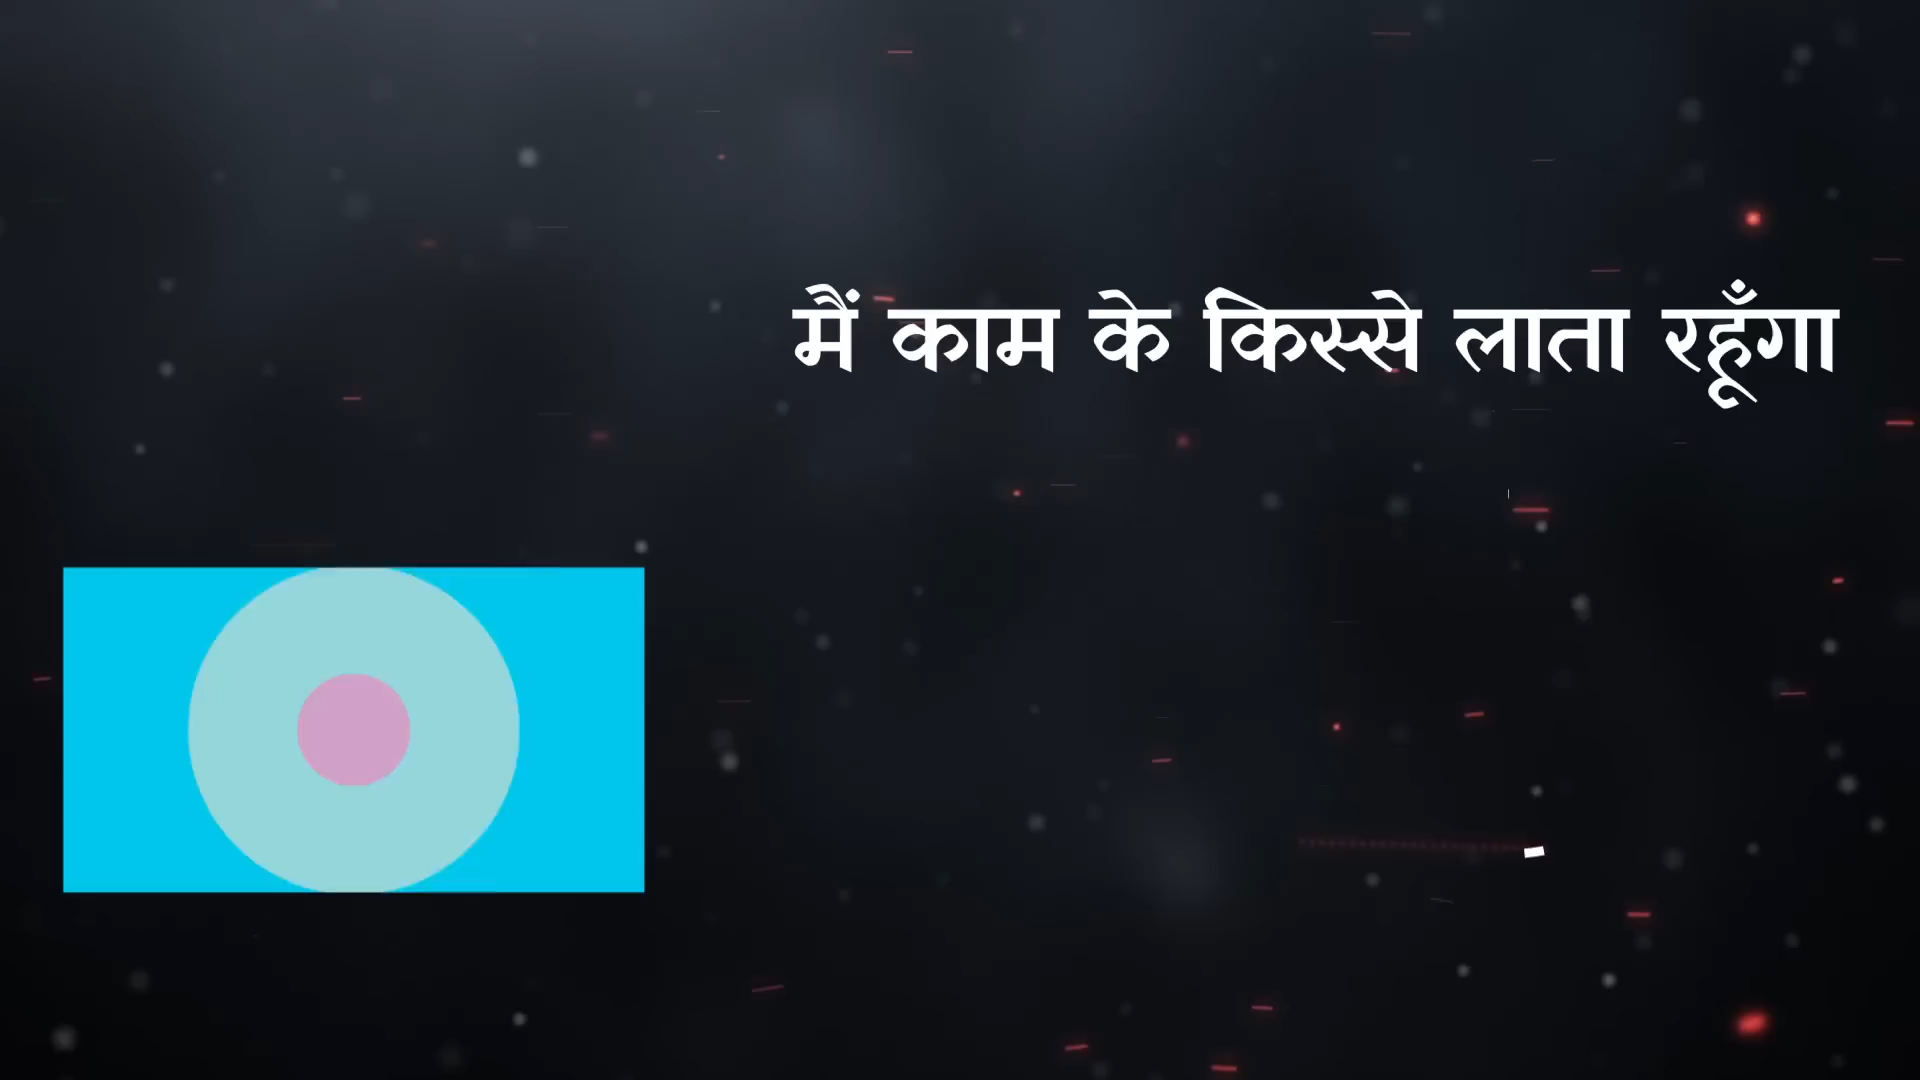 मैं काम के किस्से लाता रहूँगा